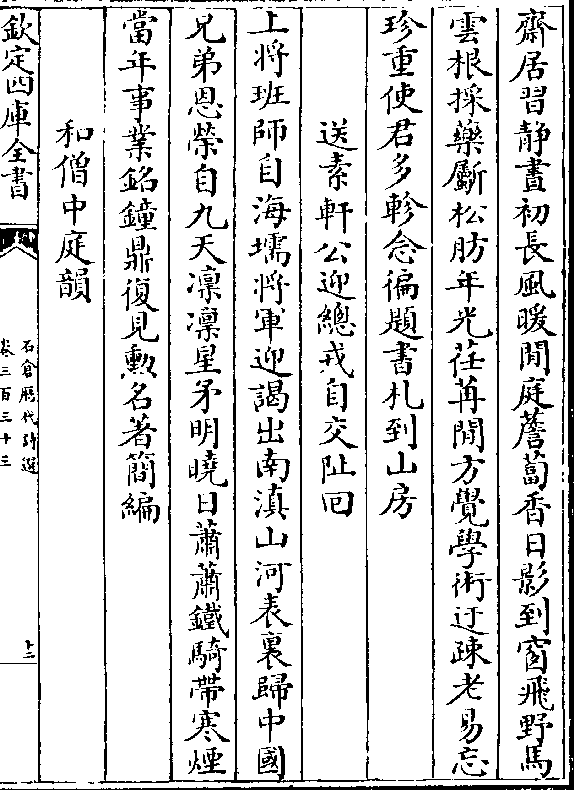 齋居習静晝初長風暖閒庭薝蔔香日影到窗飛野馬
雲根採藥斸松肪年光荏苒閒方覺學術迂疎老易忘
珍重使君多軫念徧題書札到山房
送素軒公迎總戎自交阯回
上將班師自海壖將軍迎謁出南滇山河表裏歸中國
兄弟恩榮自九天凛凛星矛明曉日蕭蕭鐵騎帶寒煙
當年事業銘鐘鼎復見勲名著簡編
和僧中庭韻
欽定四庫全書
石倉歷代詩選
卷三百三十三
十二